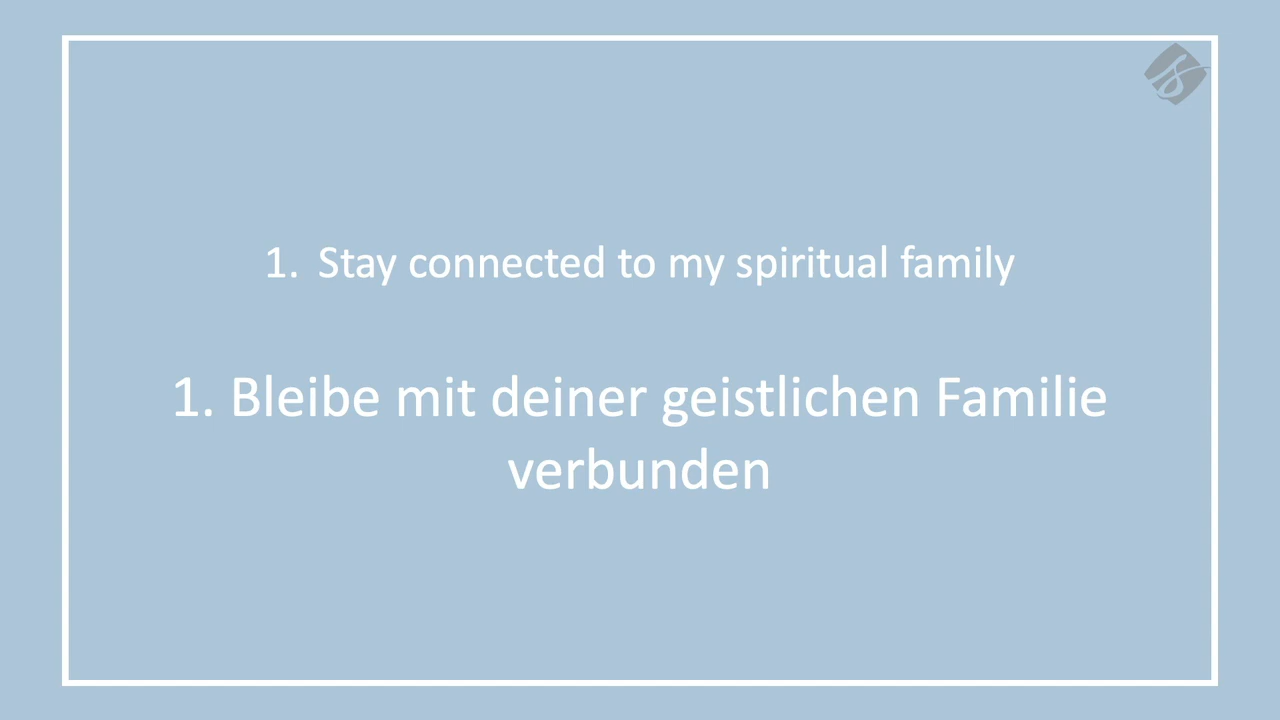 1. Stay connected to my spiritual family
1. Bleibe mit deiner geistlichen Familie
verbunden